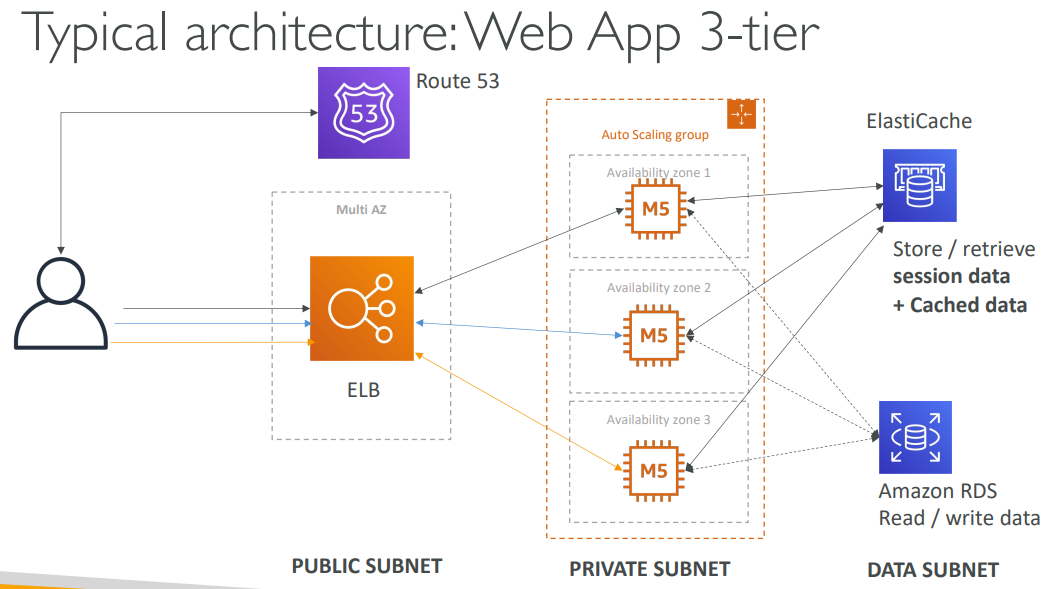 Typical architecture: Web App 3-tier
Route 53
53
Multi AZ
ELB
Auto Scaling group
Availability zone 1
M5
Availability zone 2
M5
Availability zone 3
M5
ElastiCache
Store / retrieve
session data
+ Cached data
Amazon RDS
Read / write data
PUBLIC SUBNET
PRIVATE SUBNET
DATA SUBNET